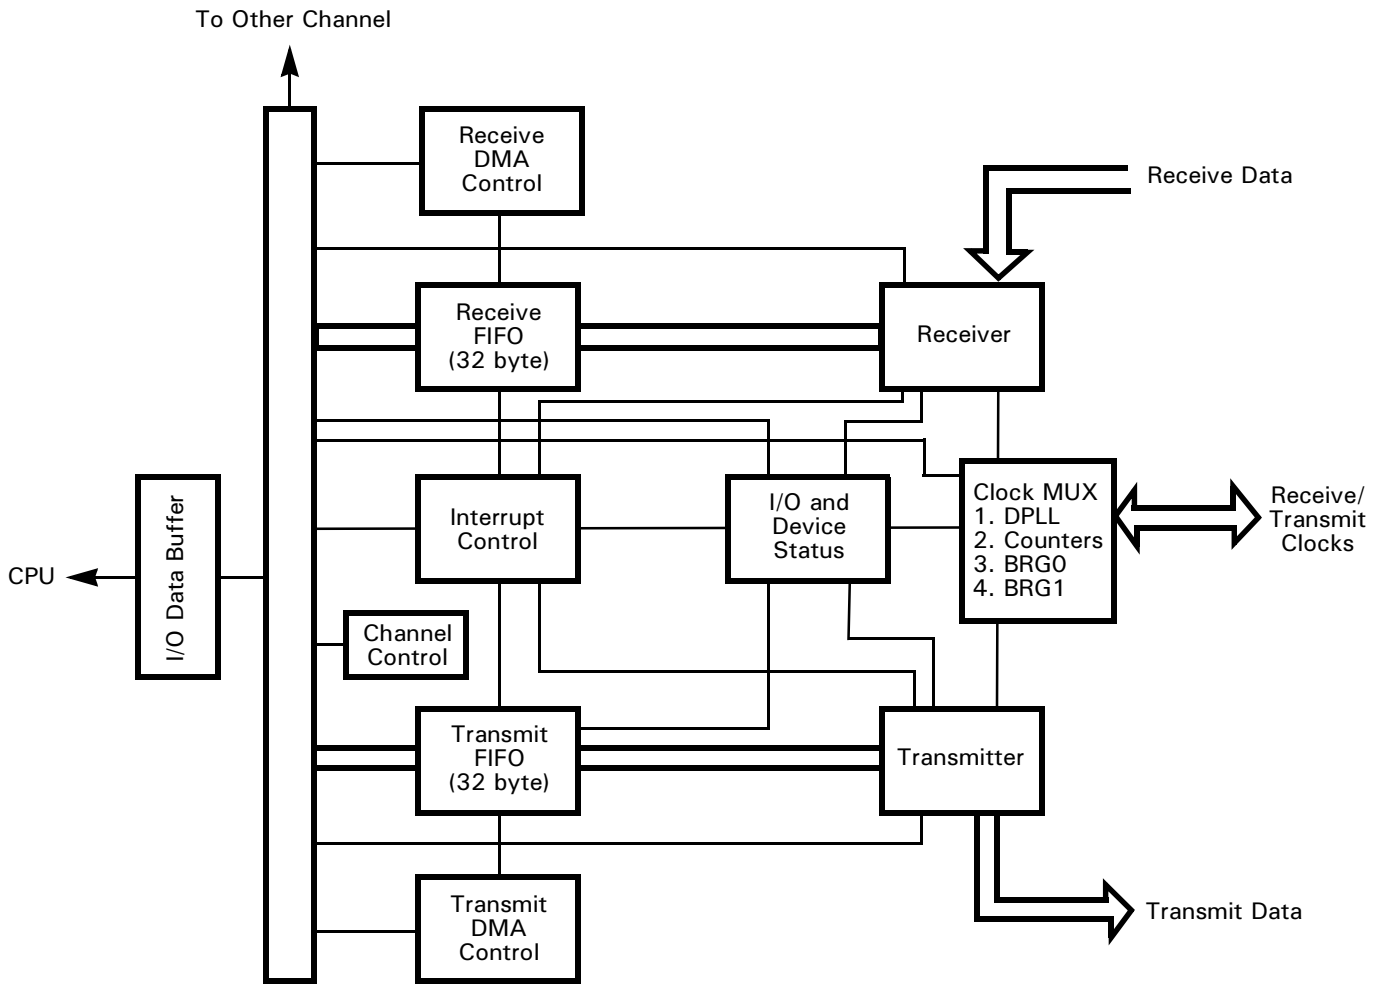 To Other Channel
Receive
DMA
Control
Receive Data
Receive
FIFO
(32 byte)
Receiver
I/O Data Buffer
Interrupt
Control
I/O and
Device
Status
Clock MUX
1. DPLL
2. Counters
3. BRG0
4. BRG1
Receive/
Transmit
Clocks
CPU
Channel
Control
Transmit
FIFO
(32 byte)
Transmitter
Transmit
DMA
Control
Transmit Data